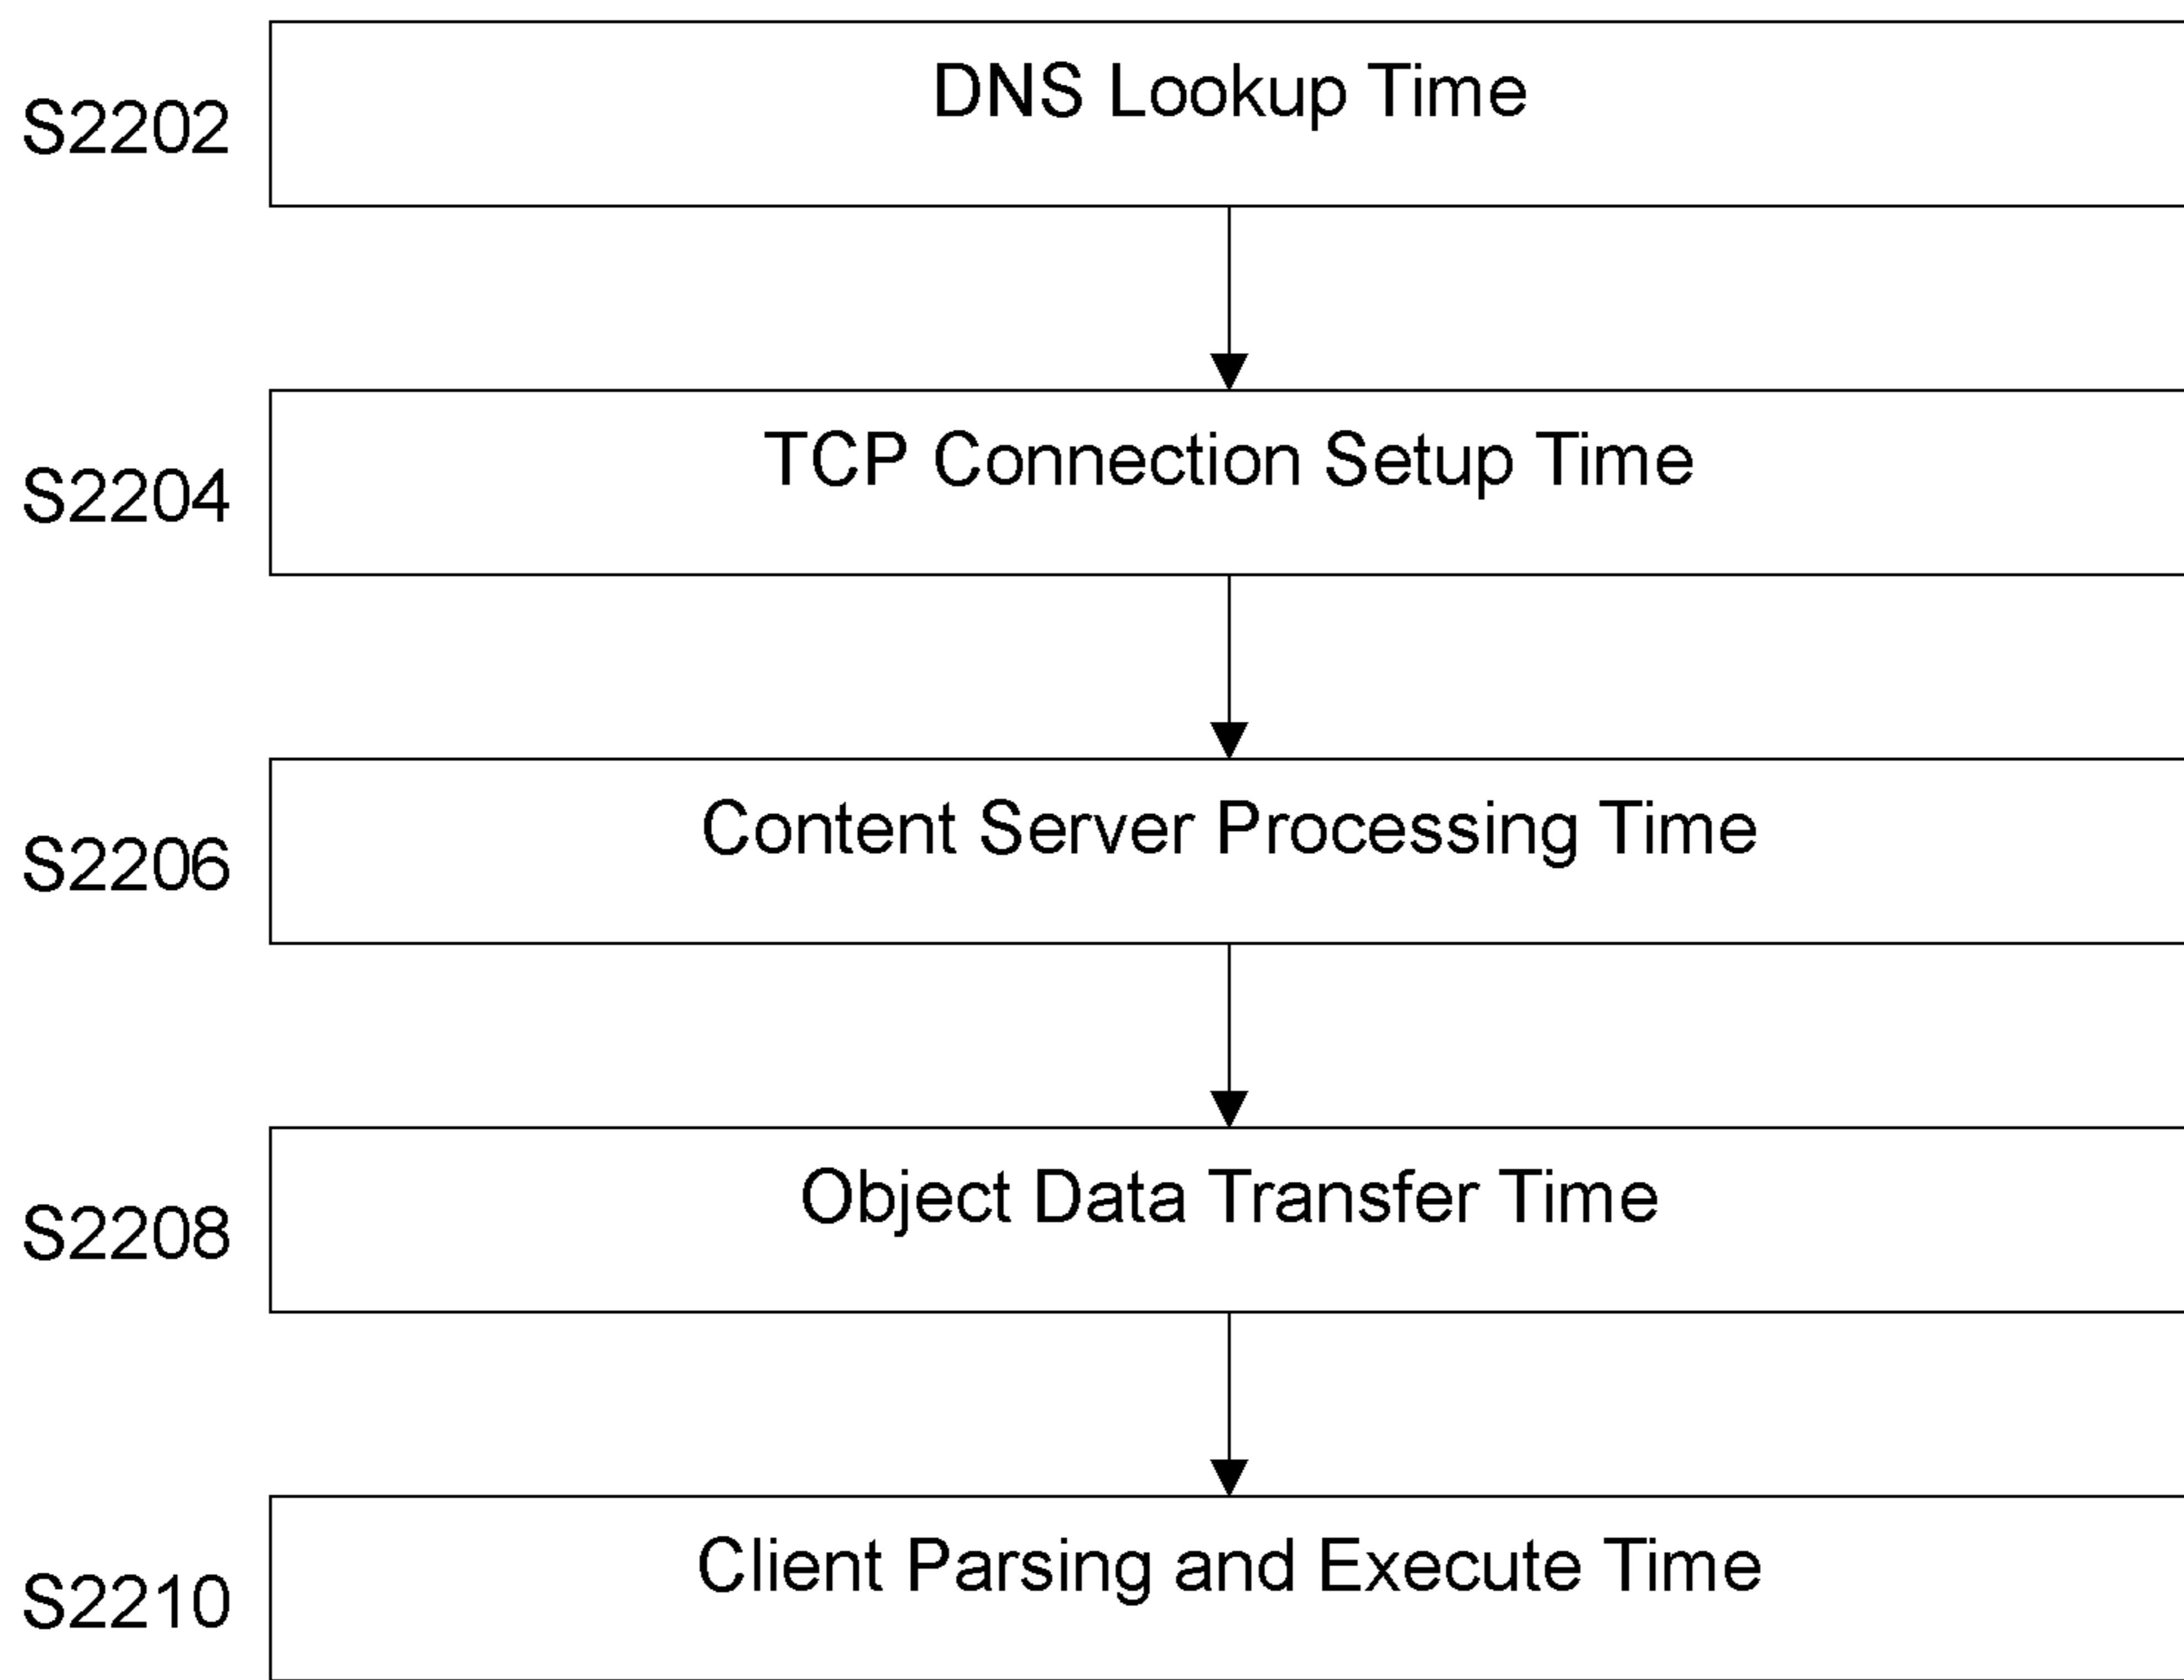 S2202
DNS Lookup Time
S2204
TCP Connection Setup Time
S2206
Content Server Processing Time
S2208
Object Data Transfer Time
S2210
Client Parsing and Execute Time